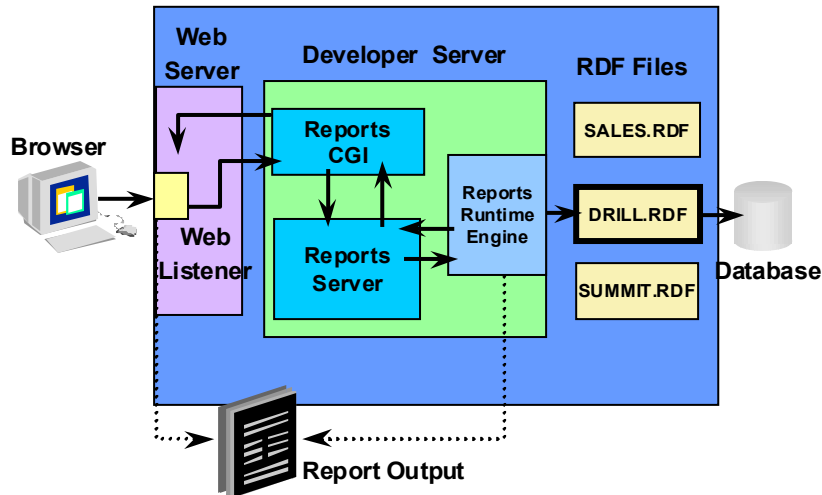 Web
Server
Developer Server
RDF Files
Browser
Reports
CGI
SALES.RDF
Reports
Runtime
Engine
DRILL.RDF
Web
Listener
Reports
Server
SUMMIT.RDF
Database
Report Output